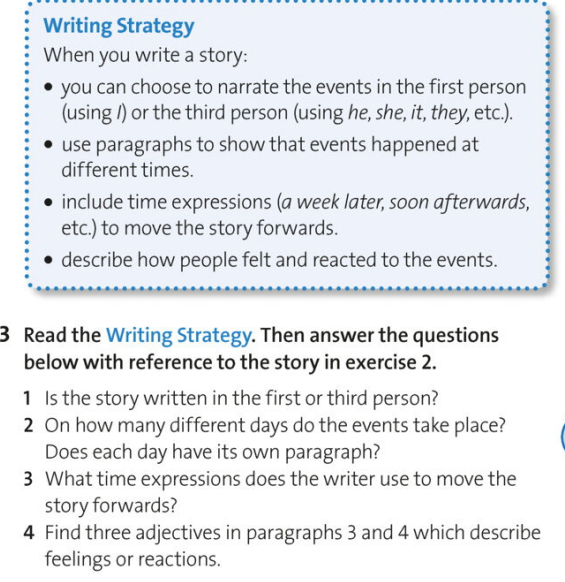 Writing Strategy
When you write a story:
• you can choose to narrate the events in the first person
(using I) or the third person (using he, she, it, they, etc.).
• use paragraphs to show that events happened at
different times.
• include time expressions (a week later, soon afterwards,
etc.) to move the story forwards.
• describe how people felt and reacted to the events.
3 Read the Writing Strategy. Then answer the questions
below with reference to the story in exercise 2.
1 Is the story written in the first or third person?
2 On how many different days do the events take place?
Does each day have its own paragraph?
3 What time expressions does the writer use to move the
story forwards?
4 Find three adjectives in paragraphs 3 and 4 which describe
feelings or reactions.